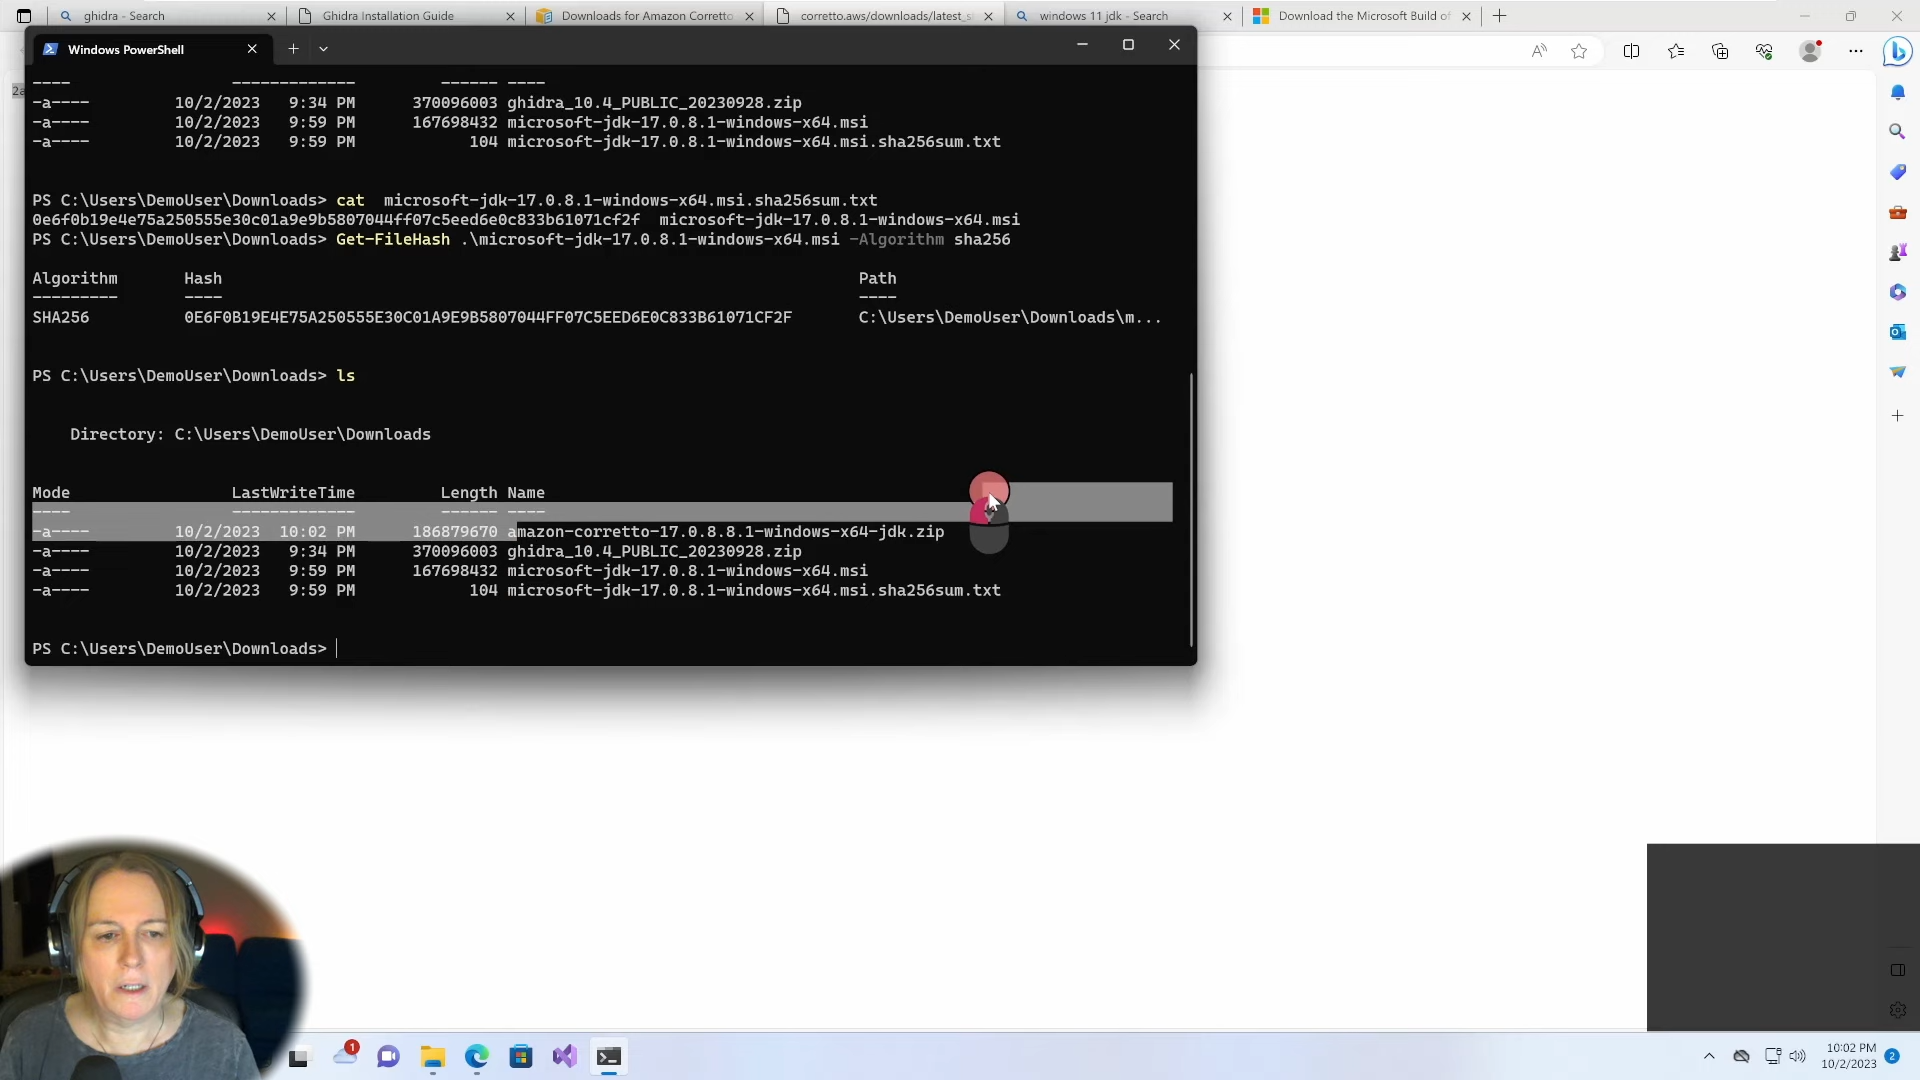 ghidra - Search
Ghidra Installation Guide
Downloads for Amazon Corretto
corretto.aws/downloads/latest_s
windows 11 jdk - Search
Download the Microsoft Build of
Windows PowerShell
2a
---- ------------- ------ ----
-a---- 10/2/2023 9:34 PM 370096003 ghidra_10.4_PUBLIC_20230928.zip
-a---- 10/2/2023 9:59 PM 167698432 microsoft-jdk-17.0.8.1-windows-x64.msi
-a---- 10/2/2023 9:59 PM 104 microsoft-jdk-17.0.8.1-windows-x64.msi.sha256sum.txt
PS C:\Users\DemoUser\Downloads> cat  microsoft-jdk-17.0.8.1-windows-x64.msi.sha256sum.txt
0e6f0b19e4e75a250555e30c01a9e9b5807044ff07c5eed6e0c833b61071cf2f  microsoft-jdk-17.0.8.1-windows-x64.msi
PS C:\Users\DemoUser\Downloads> Get-FileHash .\microsoft-jdk-17.0.8.1-windows-x64.msi -Algorithm sha256
Algorithm Hash Path
--------- ---- ----
SHA256 0E6F0B19E4E75A250555E30C01A9E9B5807044FF07C5EED6E0C833B61071CF2F C:\Users\DemoUser\Downloads\m...
PS C:\Users\DemoUser\Downloads> ls
Directory: C:\Users\DemoUser\Downloads
Mode LastWriteTime Length Name
---- ------------- ------ ----
-a---- 10/2/2023 10:02 PM 186879670 amazon-corretto-17.0.8.8.1-windows-x64-jdk.zip
-a---- 10/2/2023 9:34 PM 370096003 ghidra_10.4_PUBLIC_20230928.zip
-a---- 10/2/2023 9:59 PM 167698432 microsoft-jdk-17.0.8.1-windows-x64.msi
-a---- 10/2/2023 9:59 PM 104 microsoft-jdk-17.0.8.1-windows-x64.msi.sha256sum.txt
PS C:\Users\DemoUser\Downloads>
1
10:02 PM
10/2/2023
2